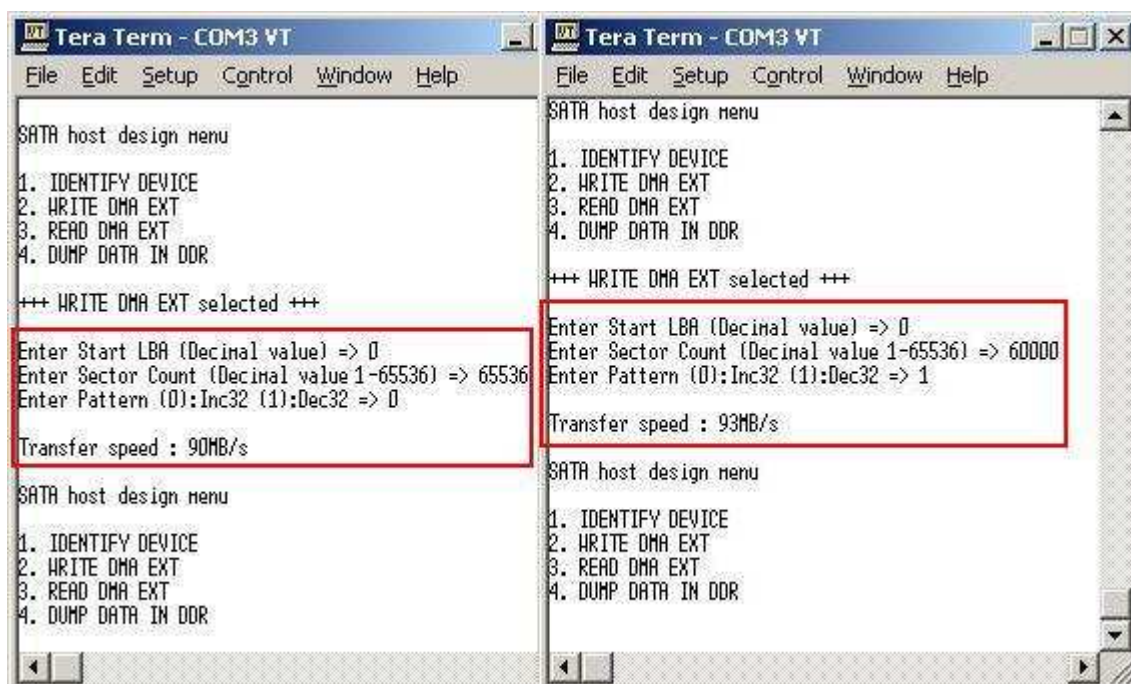 Tera Term - COM3 VT
File Edit Setup Control Window Help
SATA host design menu
1. IDENTIFY DEVICE
2. WRITE DMA EXT
3. READ DMA EXT
4. DUMP DATA IN DDR
+++ WRITE DMA EXT selected +++
Enter Start LBA (Decimal value) => 0
Enter Sector Count (Decimal value 1-65536) => 65536
Enter Pattern (0):Inc32 (1):Dec32 => 0
Transfer speed : 90MB/s
SATA host design menu
1. IDENTIFY DEVICE
2. WRITE DMA EXT
3. READ DMA EXT
4. DUMP DATA IN DDR
Tera Term - COM3 VT
File Edit Setup Control Window Help
SATA host design menu
1. IDENTIFY DEVICE
2. WRITE DMA EXT
3. READ DMA EXT
4. DUMP DATA IN DDR
+++ WRITE DMA EXT selected +++
Enter Start LBA (Decimal value) => 0
Enter Sector Count (Decimal value 1-65536) => 60000
Enter Pattern (0):Inc32 (1):Dec32 => 1
Transfer speed : 93MB/s
SATA host design menu
1. IDENTIFY DEVICE
2. WRITE DMA EXT
3. READ DMA EXT
4. DUMP DATA IN DDR